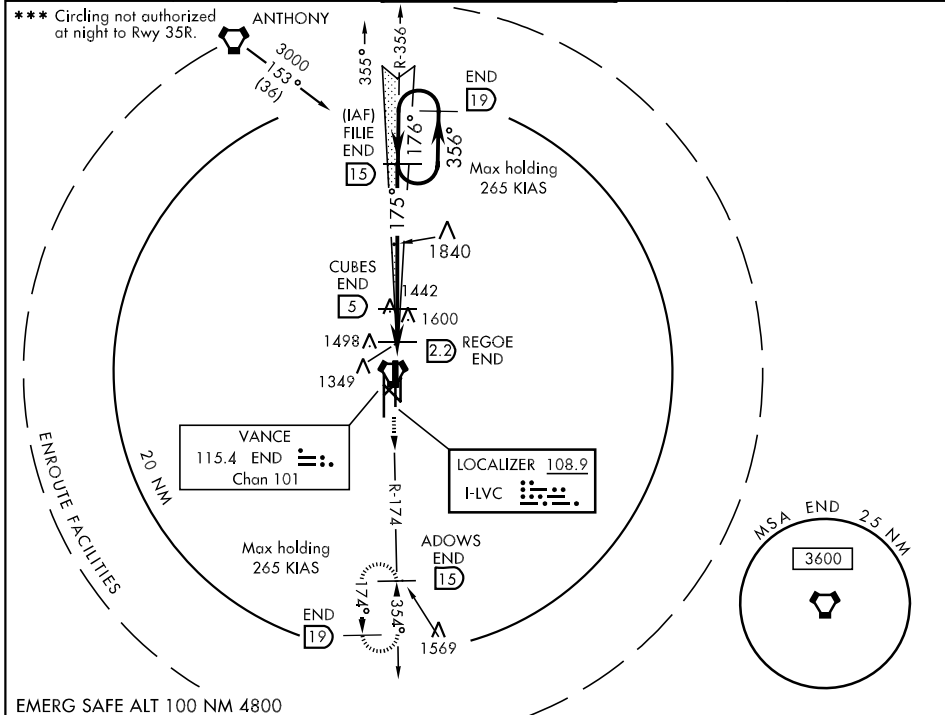 *** Circling not authorized
at night to Rwy 35R.
ANTHONY
3000
153°
(36)
355°
R-356
(IAF)
FILIE
END
15
END
19
176°
356°
Max holding
265 KIAS
175°
1840
CUBES
END
5
1442
1600
1498
2.2
REGOE
END
1349
VANCE
115.4 END
Chan 101
LOCALIZER 108.9
I-LVC
ENROUTE FACILITIES
20 NM
R-174
Max holding
265 KIAS
ADOWS
END
15
174°
354°
END
19
1569
MSA END 25 NM
3600
EMERG SAFE ALT 100 NM 4800